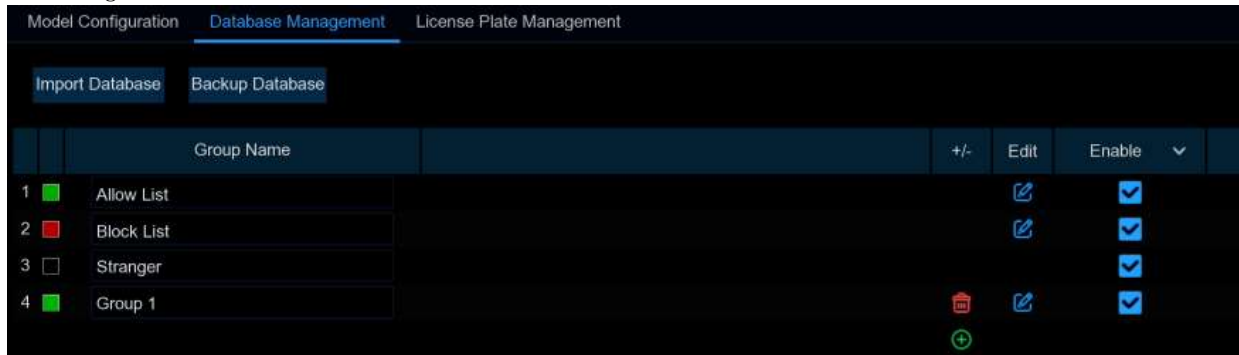 Model Configuration Database Management License Plate Management
Import Database Backup Database
Group Name +/- Edit Enable
1 Allow List
2 Block List
3 Stranger
4 Group 1